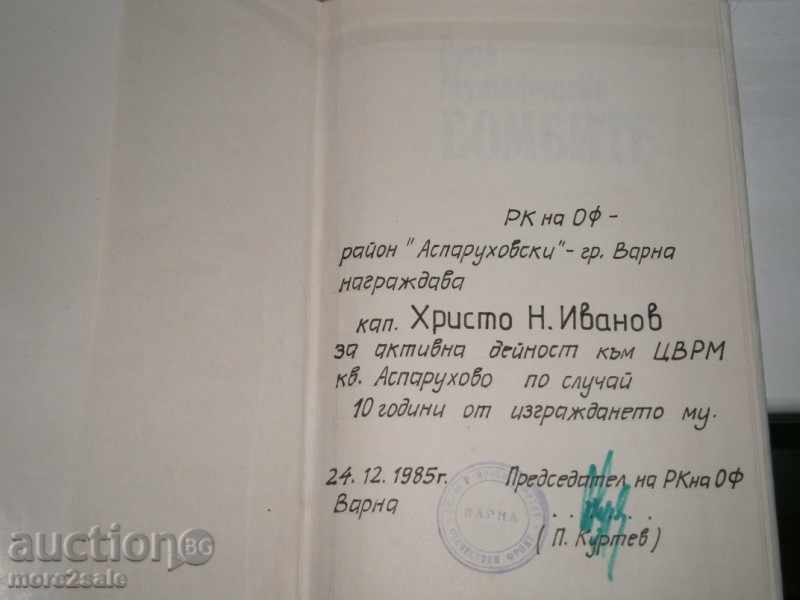 РК на ОФ -
район "Аспаруховски" - гр. Варна
награждава
кап. Христо Н. Иванов
за активна дейност към ЦВРМ
кв. Аспарухово по случай
10 години от изграждането му.
24.12.1985г. Председател на РК на ОФ
Варна
ВАРНА
(П. Куртев)
auction BG
more2sale